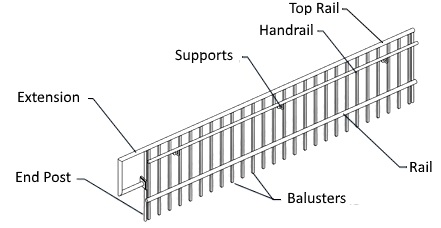 Top Rail
Handrail
Supports
Extension
Rail
End Post
Balusters